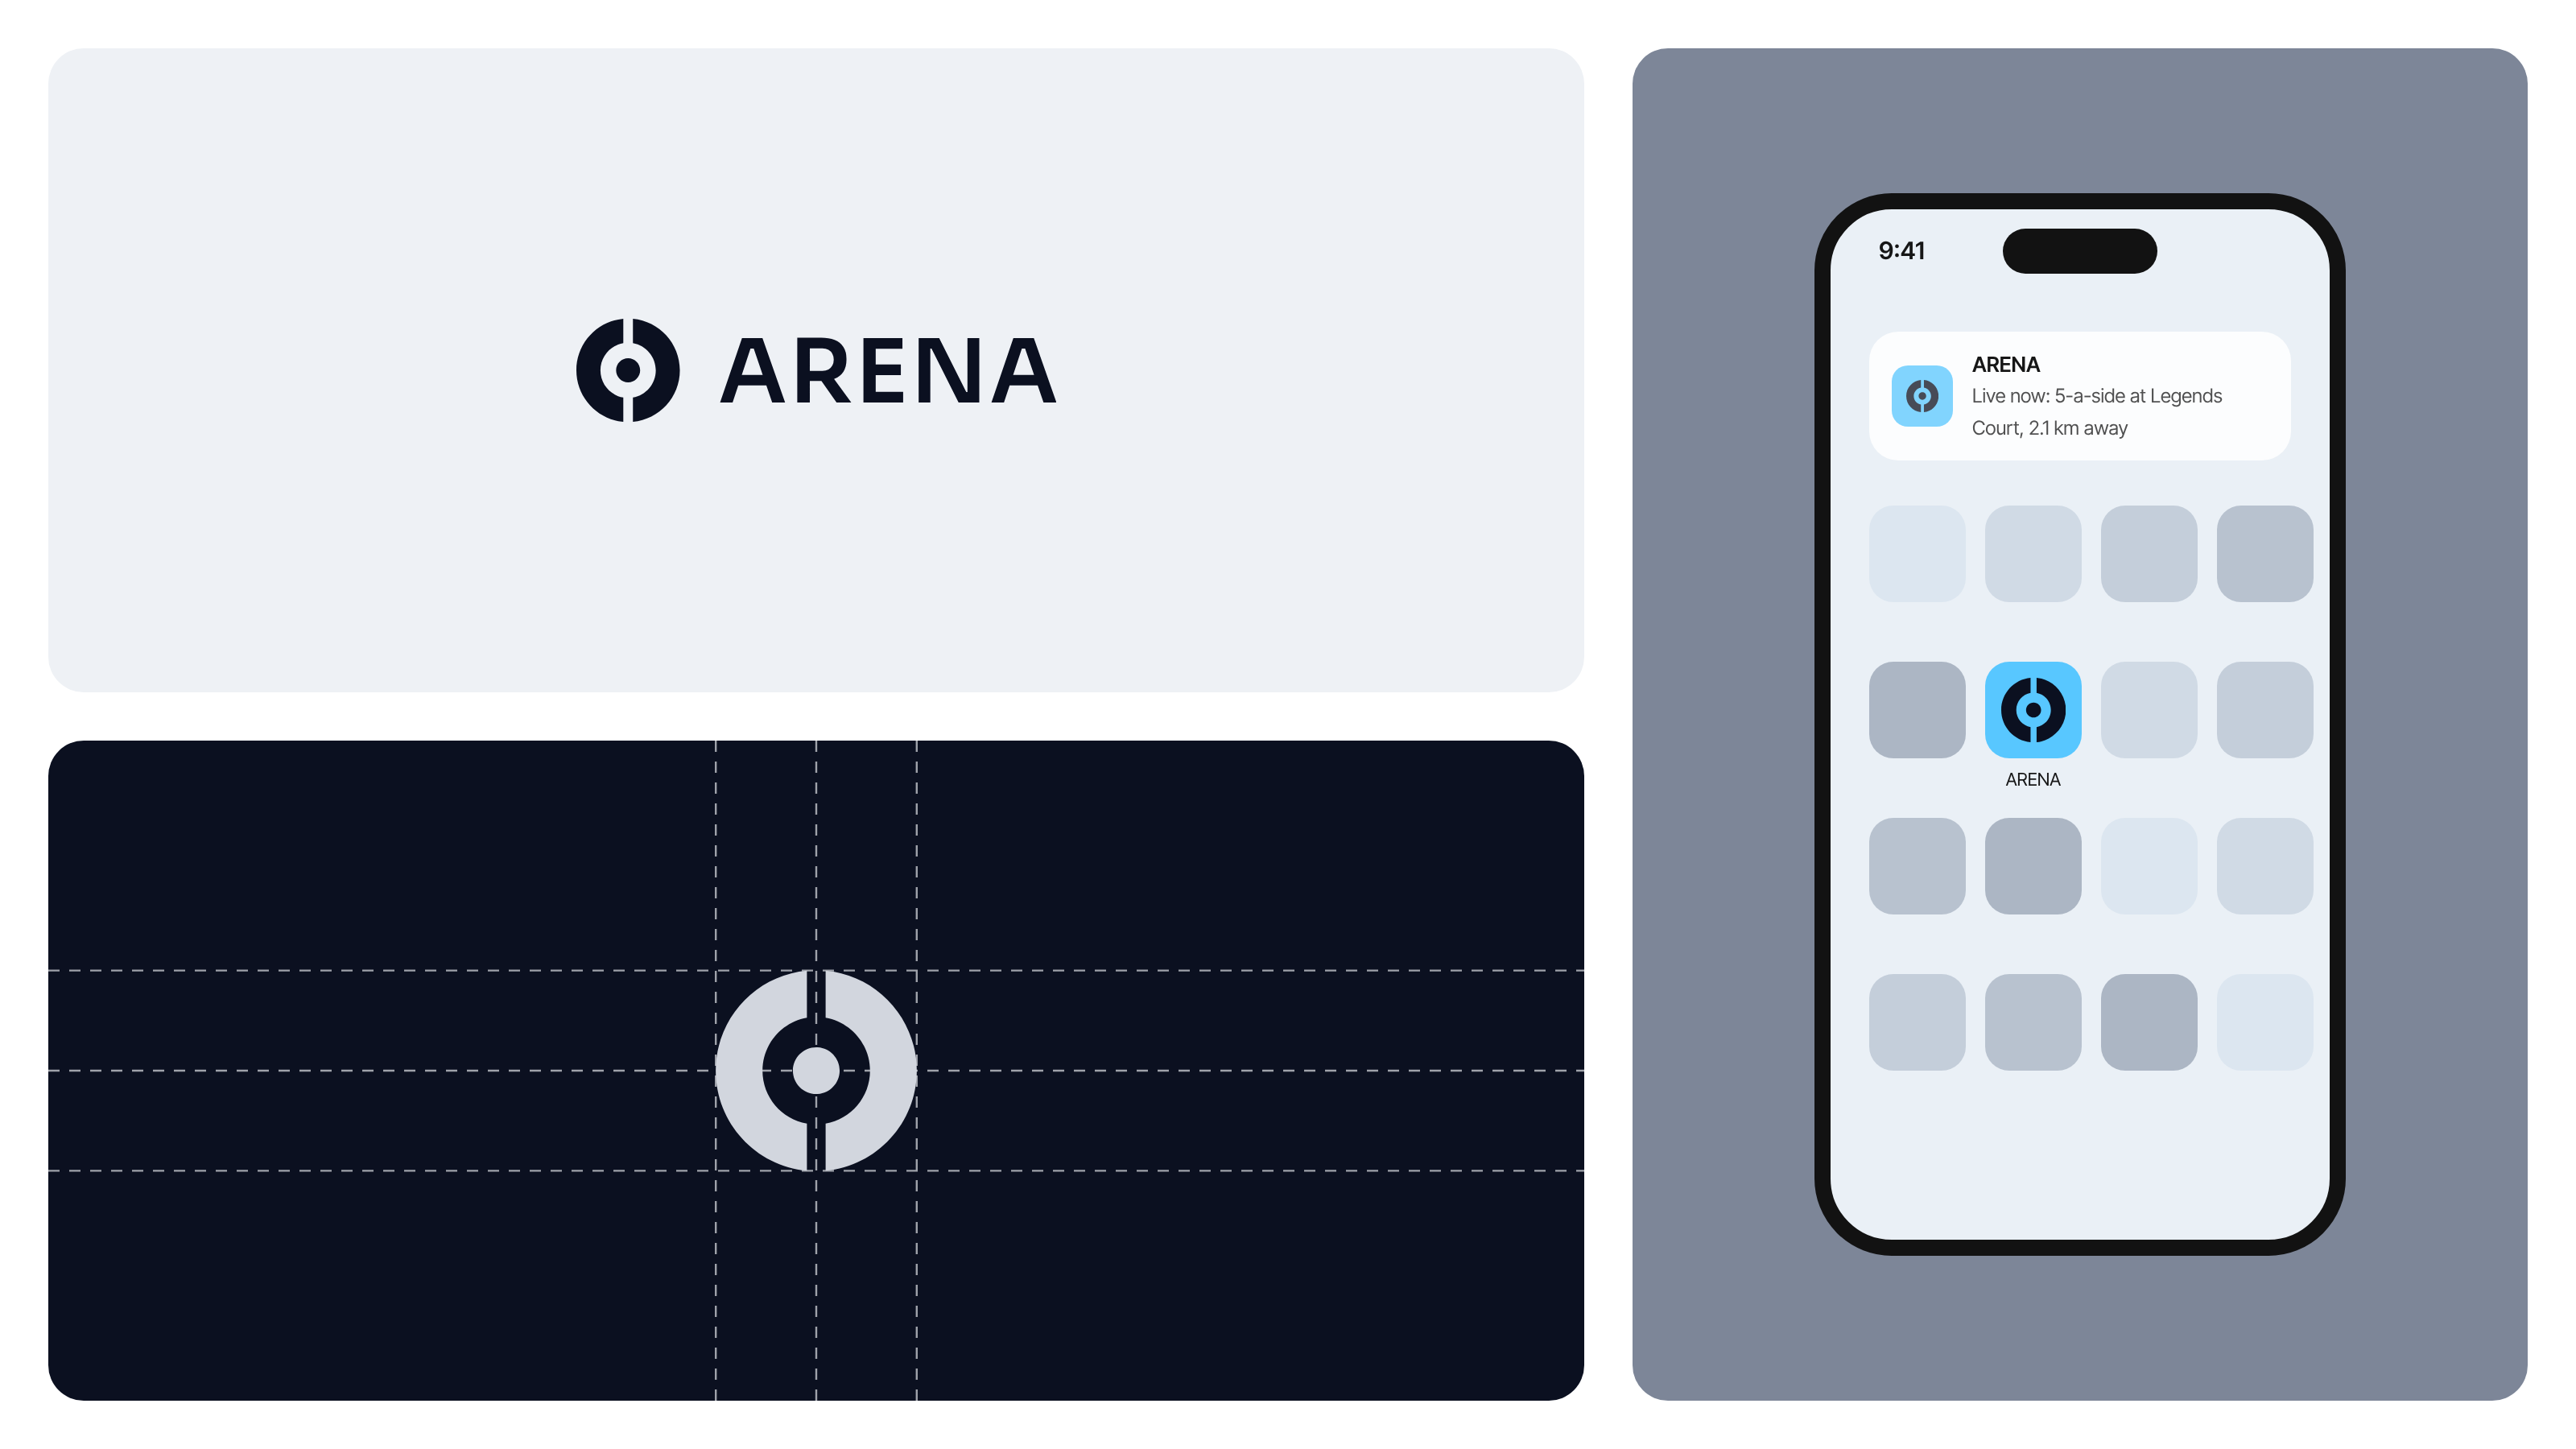 ARENA
9:41
ARENA
Live now: 5-a-side at Legends
Court, 2.1 km away
ARENA